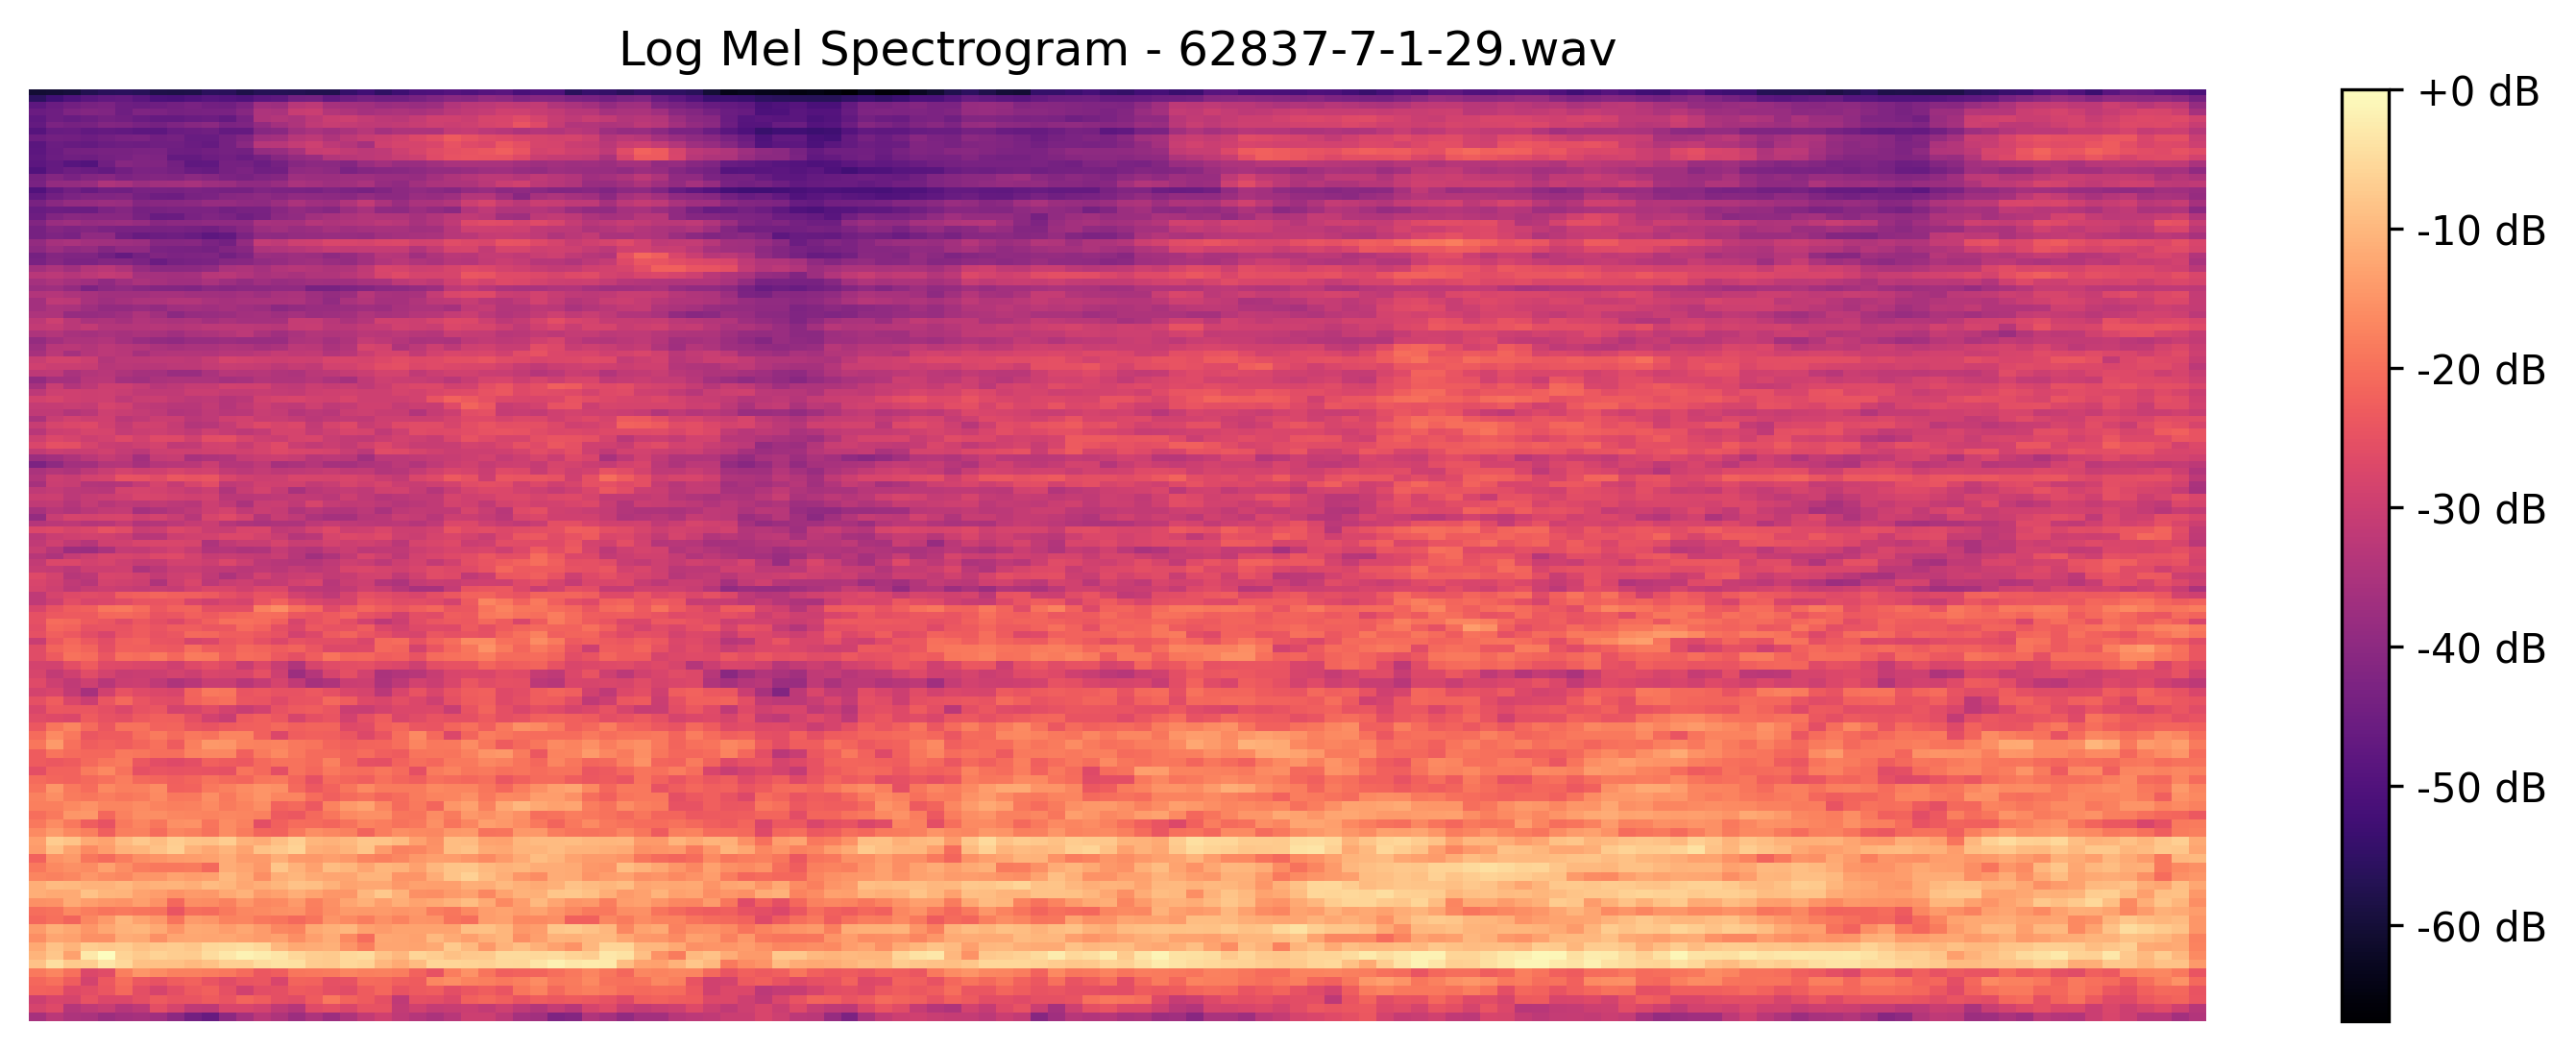 Log Mel Spectrogram - 62837-7-1-29.wav
+0 dB
-10 dB
-20 dB
-30 dB
-40 dB
-50 dB
-60 dB